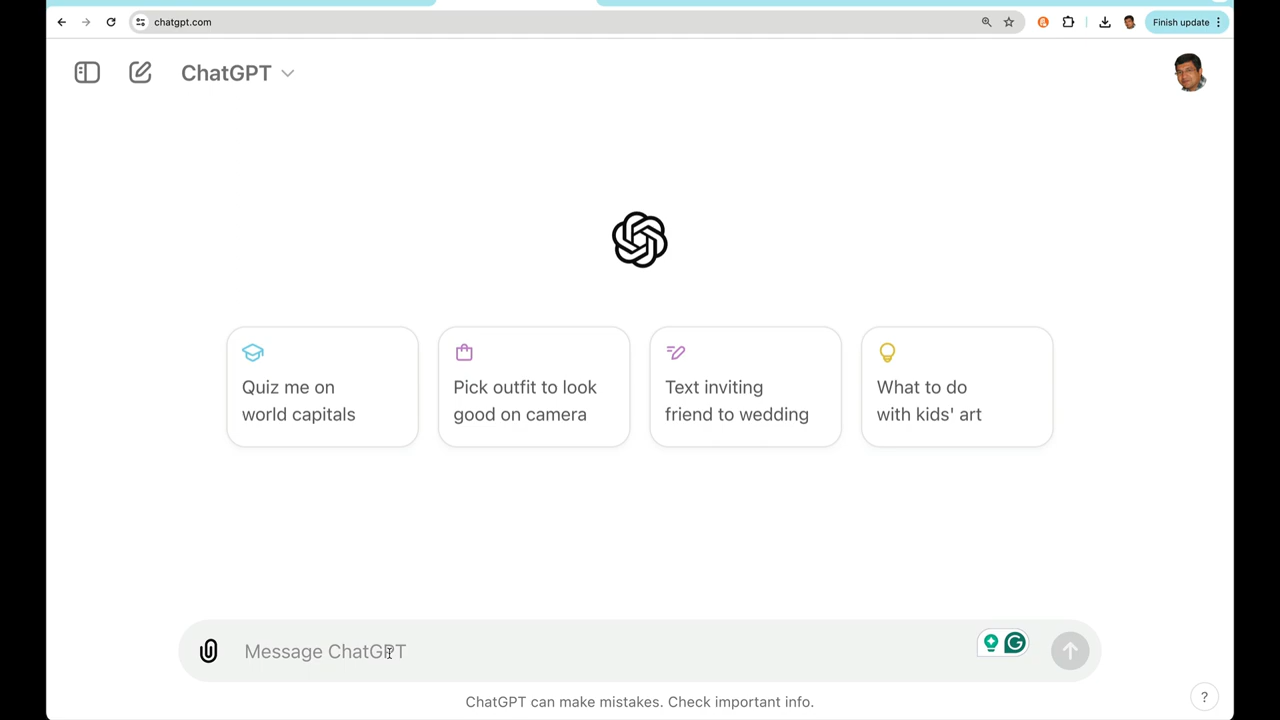 chatgpt.com
Finish update
ChatGPT
Quiz me on
world capitals
Pick outfit to look
good on camera
Text inviting
friend to wedding
What to do
with kids' art
Message ChatGPT
ChatGPT can make mistakes. Check important info.
?